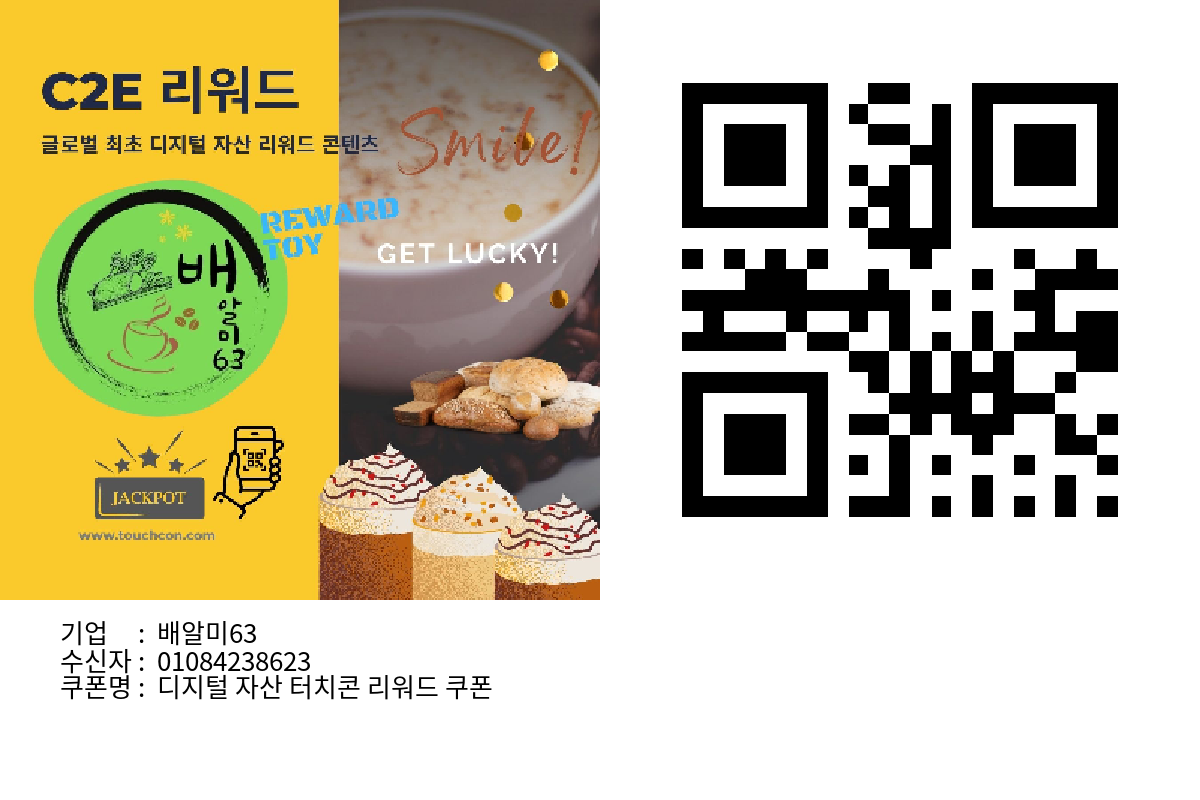 C2E 리워드
글로벌 최초 디지털 자산 리워드 콘텐츠
Smile!
REWARD
TOY
GET LUCKY!
배
알
미
63
JACKPOT
www.touchcon.com
기업 : 배알미63
수신자 : 01084238623
쿠폰명 : 디지털 자산 터치콘 리워드 쿠폰